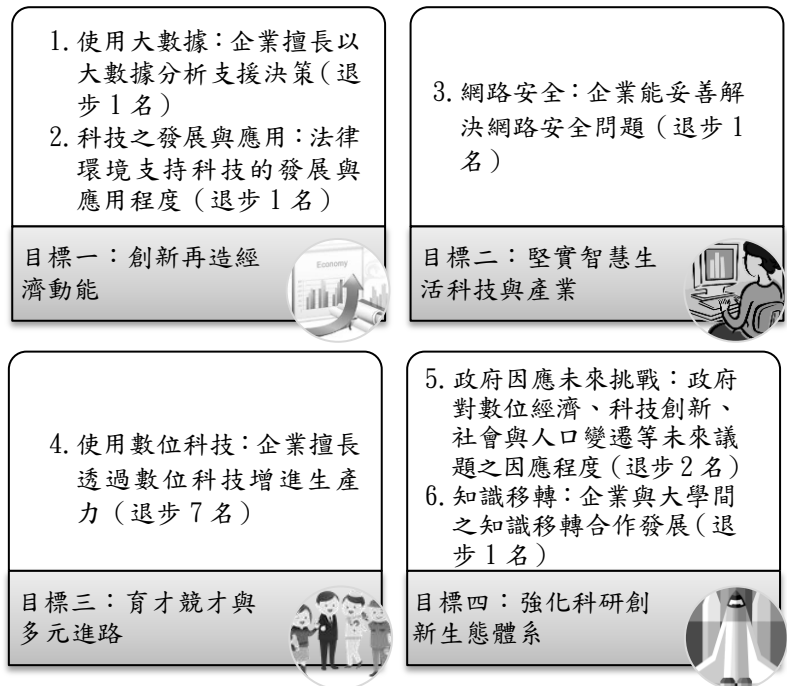 1.使用大數據：企業擅長以
大數據分析支援決策（退
步1名）
2.科技之發展與應用：法律
環境支持科技的發展與
應用程度（退步1名）
目標一：創新再造經
濟動能
Economy
3.網路安全：企業能妥善解
決網路安全問題（退步1
名）
目標二：堅實智慧生
活科技與產業
4.使用數位科技：企業擅長
透過數位科技增進生產
力（退步7名）
目標三：育才競才與
多元進路
5.政府因應未來挑戰：政府
對數位經濟、科技創新、
社會與人口變遷等未來議
題之因應程度（退步2名）
6.知識移轉：企業與大學間
之知識移轉合作發展（退
步1名）
目標四：強化科研創
新生態體系